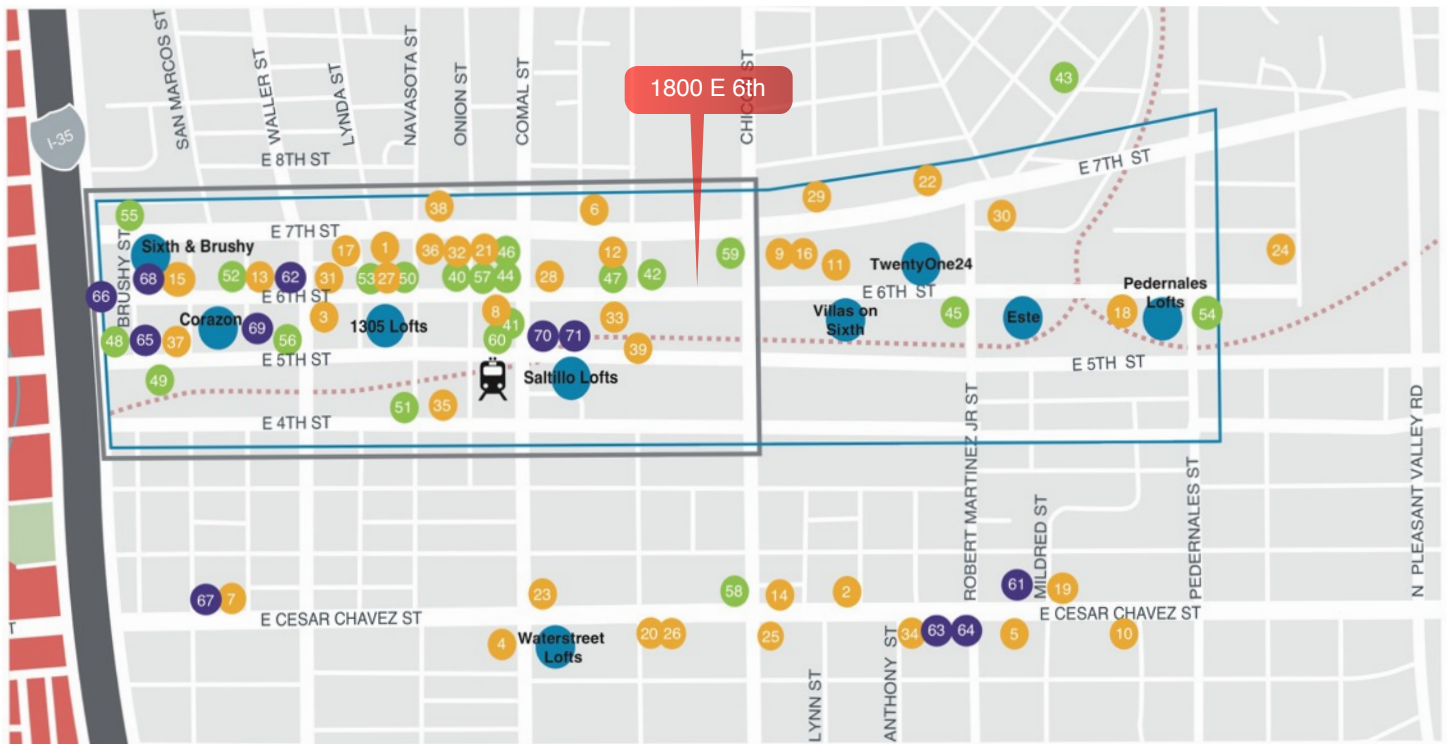 SAN MARCOS ST
WALLER ST
LYNDA ST
NAVASOTA ST
ONION ST
COMAL ST
1800 E 6th
43
I-35
E 8TH ST
E 7TH ST
22
29
38
6
55
30
E 7TH ST
Sixth & Brushy
17
1
36
32
21
46
12
59
9
16
11
TwentyOne24
24
BRUSHY ST
68
15
52
13
62
31
53
27
50
40
57
44
28
47
42
66
E 6TH ST
E 6TH ST
Pedernales
Lofts
Corazon
69
3
1305 Lofts
8
41
33
Villas on
Sixth
45
Este
18
54
48
65
37
56
60
70
71
39
E 5TH ST
E 5TH ST
49
Saltillo Lofts
51
35
E 4TH ST
ROBERT MARTINEZ JR ST
MILDRED ST
PEDERNALES ST
N PLEASANT VALLEY RD
67
7
23
58
14
2
61
19
E CESAR CHAVEZ ST
E CESAR CHAVEZ ST
4
Waterstreet
Lofts
20
26
25
34
63
64
5
10
LYNN ST
ANTHONY ST
T